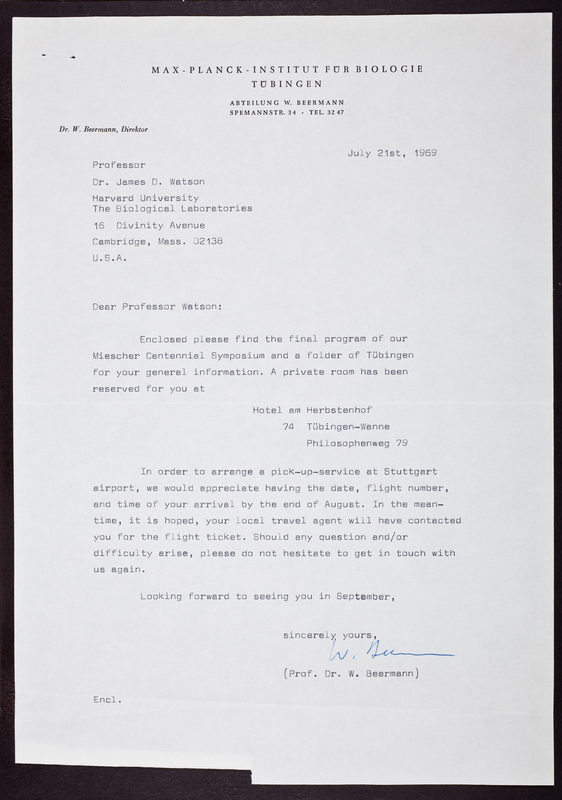 MAX-PLANCK-INSTITUT FÜR BIOLOGIE
TÜBINGEN
ABTEILUNG W. BEERMANN
SPEMANNSTR. 34 · TEL. 32 47
Dr. W. Beermann, Direktor
July 21st, 1969
Professor
Dr. James D. Watson
Harvard University
The Biological Laboratories
16 Divinity Avenue
Cambridge, Mass. 02138
U.S.A.
Dear Professor Watson:
Enclosed please find the final program of our
Miescher Centennial Symposium and a folder of Tübingen
for your general information. A private room has been
reserved for you at
Hotel am Herbstenhof
74 Tübingen-Wanne
Philosophenweg 79
In order to arrange a pick-up-service at Stuttgart
airport, we would appreciate having the date, flight number,
and time of your arrival by the end of August. In the mean-
time, it is hoped, your local travel agent will have contacted
you for the flight ticket. Should any question and/or
difficulty arise, please do not hesitate to get in touch with
us again.
Looking forward to seeing you in September,
sincerely yours,
W. Beermann
(Prof. Dr. W. Beermann)
Encl.